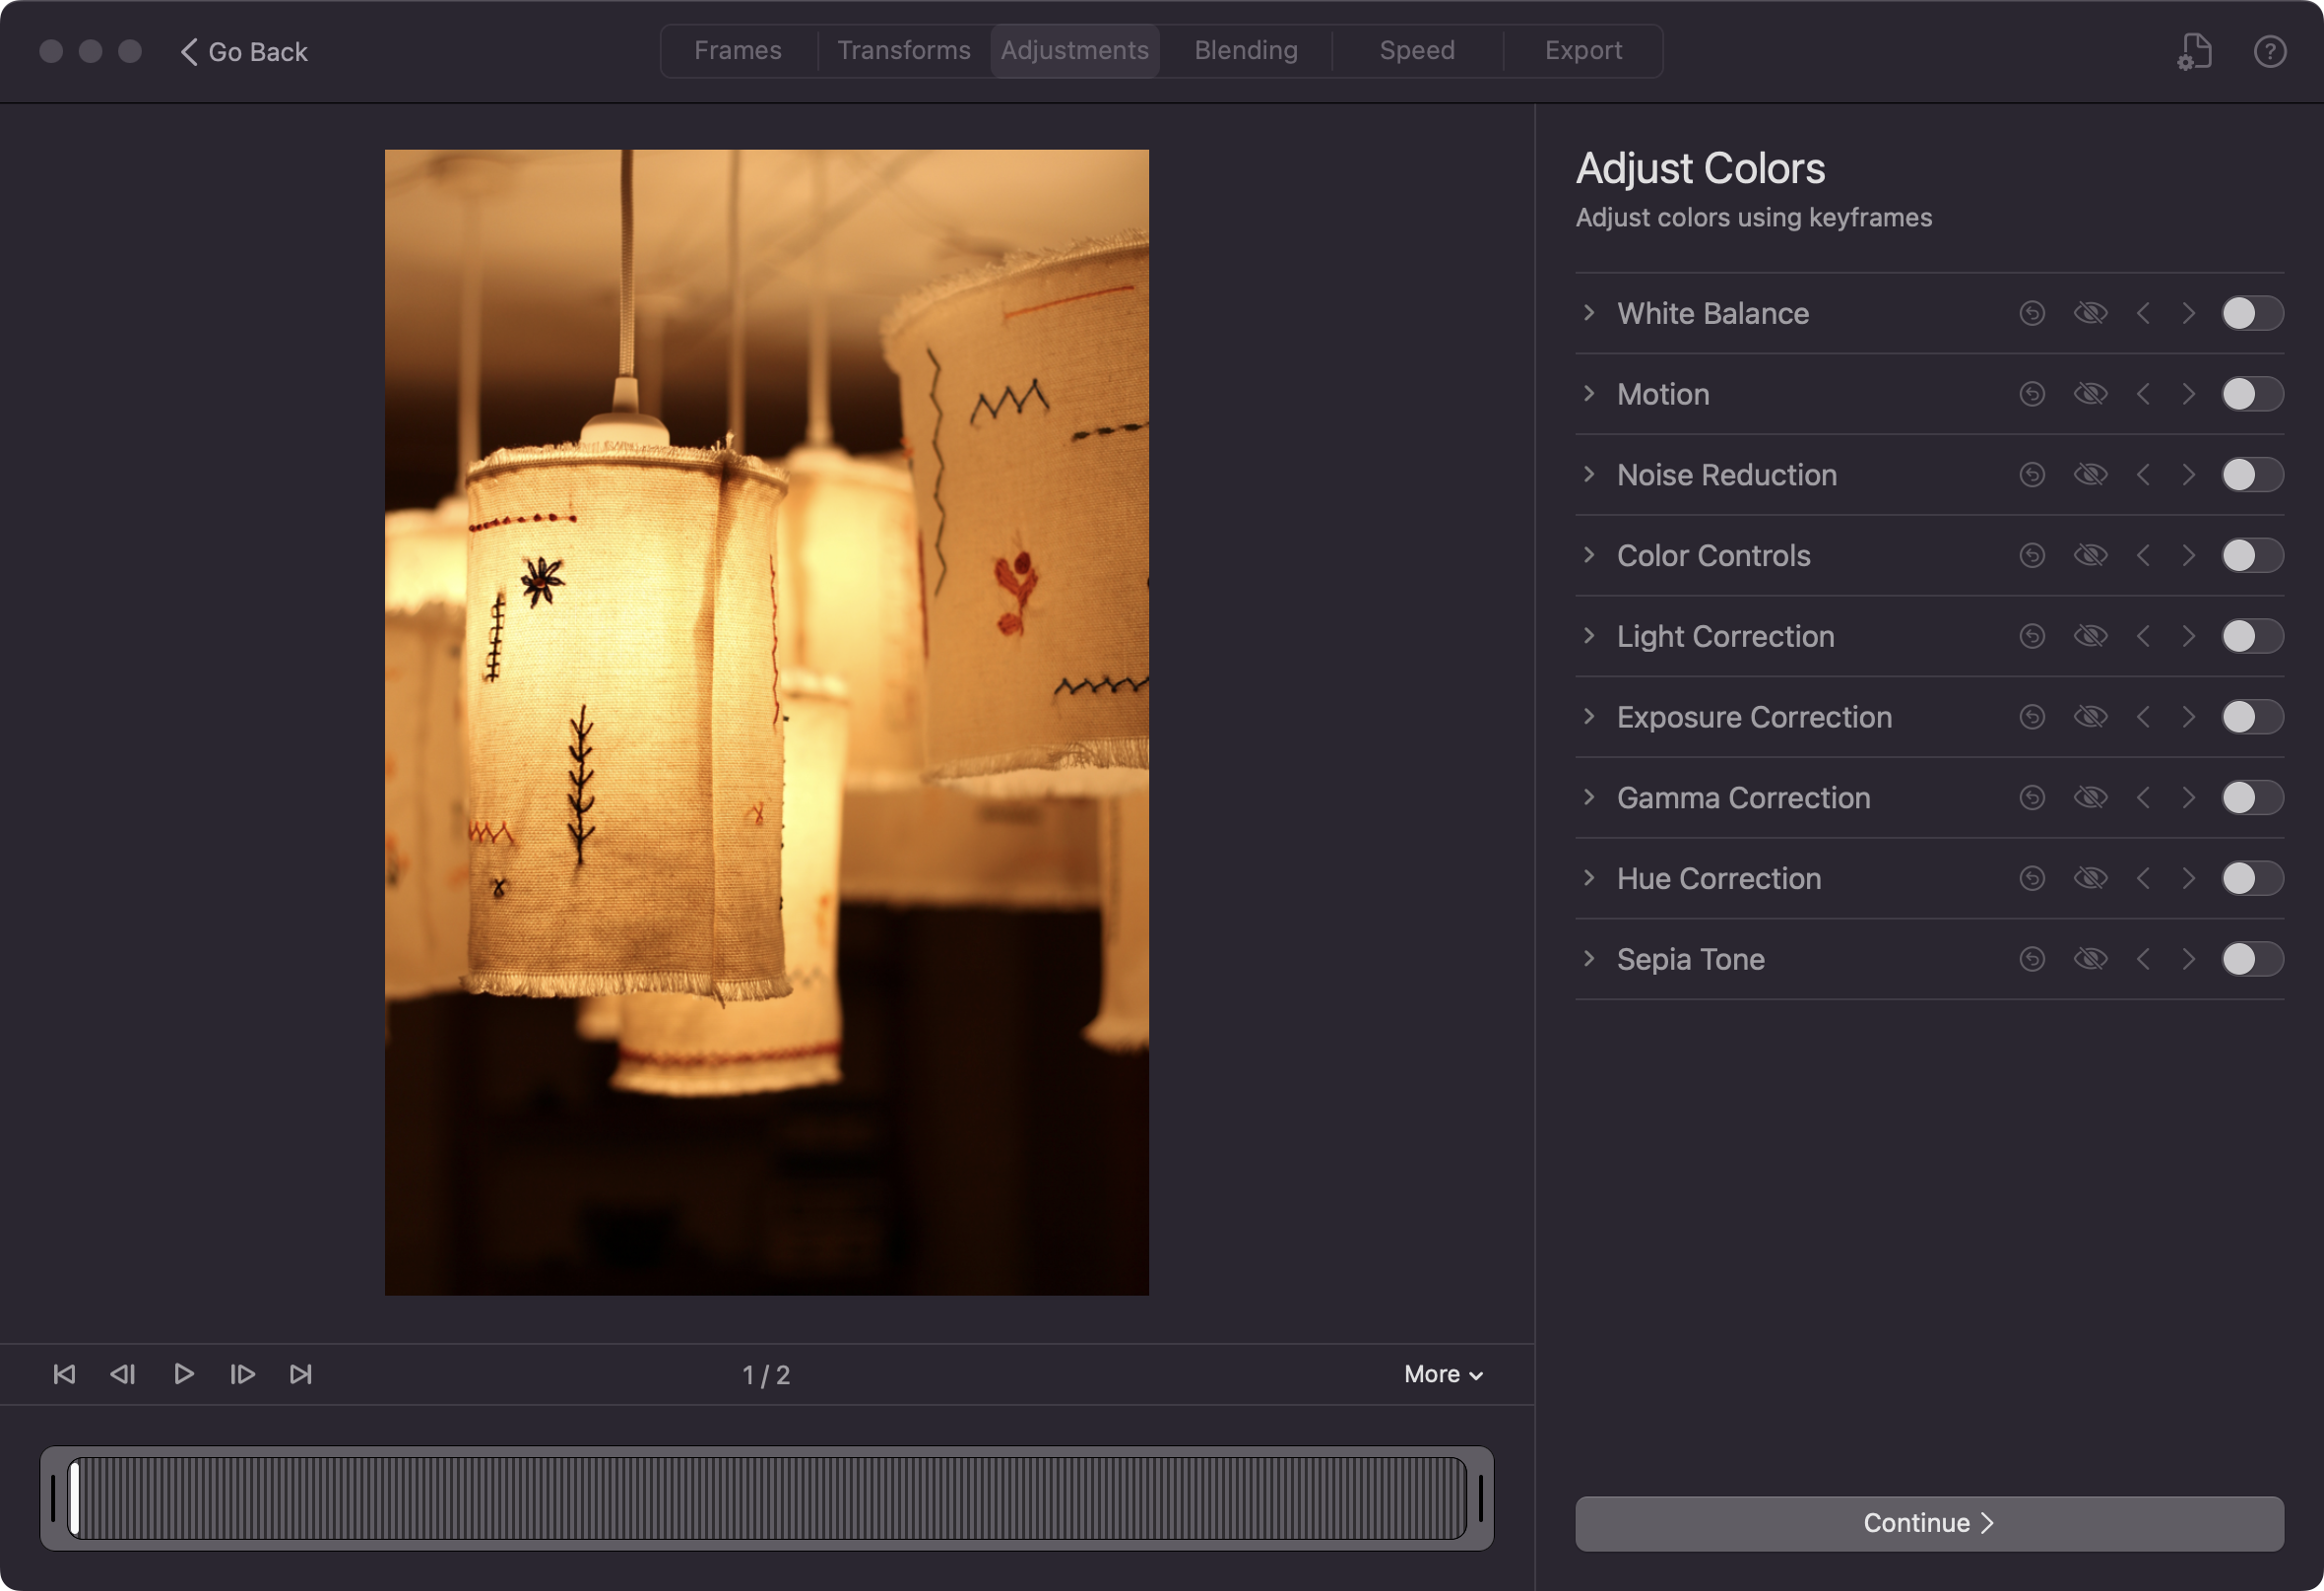 Go Back
Frames
Transforms
Adjustments
Blending
Speed
Export
?
Adjust Colors
Adjust colors using keyframes
White Balance
Motion
Noise Reduction
Color Controls
Light Correction
Exposure Correction
Gamma Correction
Hue Correction
Sepia Tone
1 / 2
More
Continue